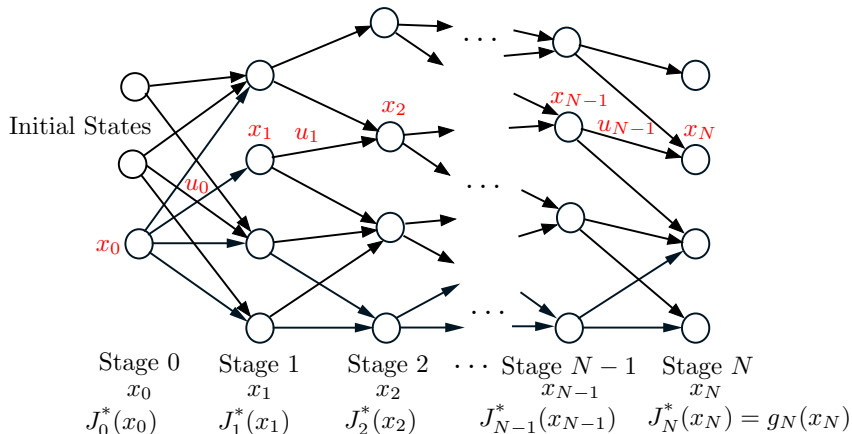 Initial States
x_0
u_0
x_1
u_1
x_2
x_{N-1}
u_{N-1}
x_N
. . .
. . .
. . .
Stage 0 Stage 1 Stage 2 . . . Stage N − 1 Stage N
x_0 x_1 x_2 x_{N−1} x_N
J_0^*(x_0) J_1^*(x_1) J_2^*(x_2) J_{N−1}^*(x_{N−1}) J_N^*(x_N) = g_N(x_N)